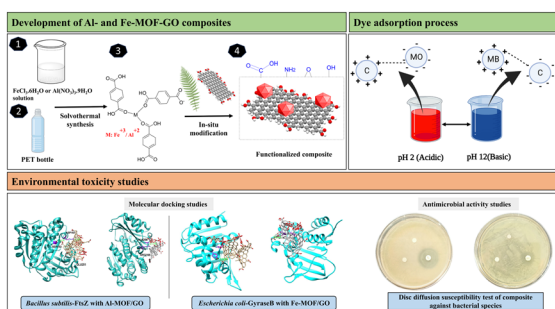 Development of Al- and Fe-MOF-GO composites
1
3
4
FeCl3.6H2O or Al(NO3)3.9H2O
solution
2
PET bottle
Solvothermal
synthesis
M: Fe+3/Al+2
In-situ
modification
NH2
Functionalized composite
Dye adsorption process
C
MO
MB
C
pH 2 (Acidic)
pH 12(Basic)
Environmental toxicity studies
Molecular docking studies
Antimicrobial activity studies
Bacillus subtilis-FtsZ with Al-MOF/GO
Escherichia coli-GyraseB with Fe-MOF/GO
Disc diffusion susceptibility test of composite
against bacterial species